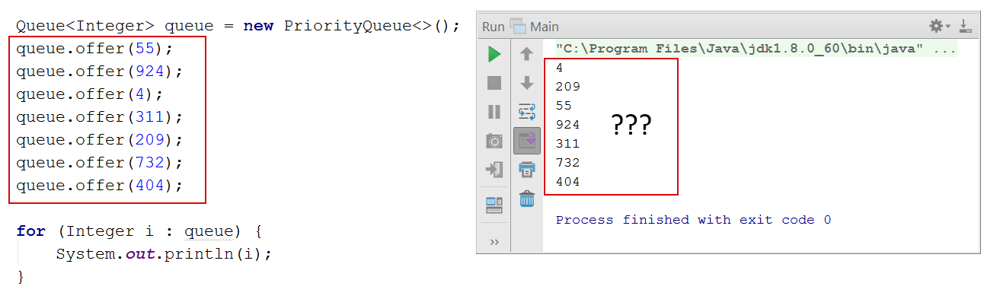 Queue<Integer> queue = new PriorityQueue<>();
queue.offer(55);
queue.offer(924);
queue.offer(4);
queue.offer(311);
queue.offer(209);
queue.offer(732);
queue.offer(404);
for (Integer i : queue) {
System.out.println(i);
}
Run Main
"C:\Program Files\Java\jdk1.8.0_60\bin\java" ...
4
209
55
924
311
732
404
???
Process finished with exit code 0